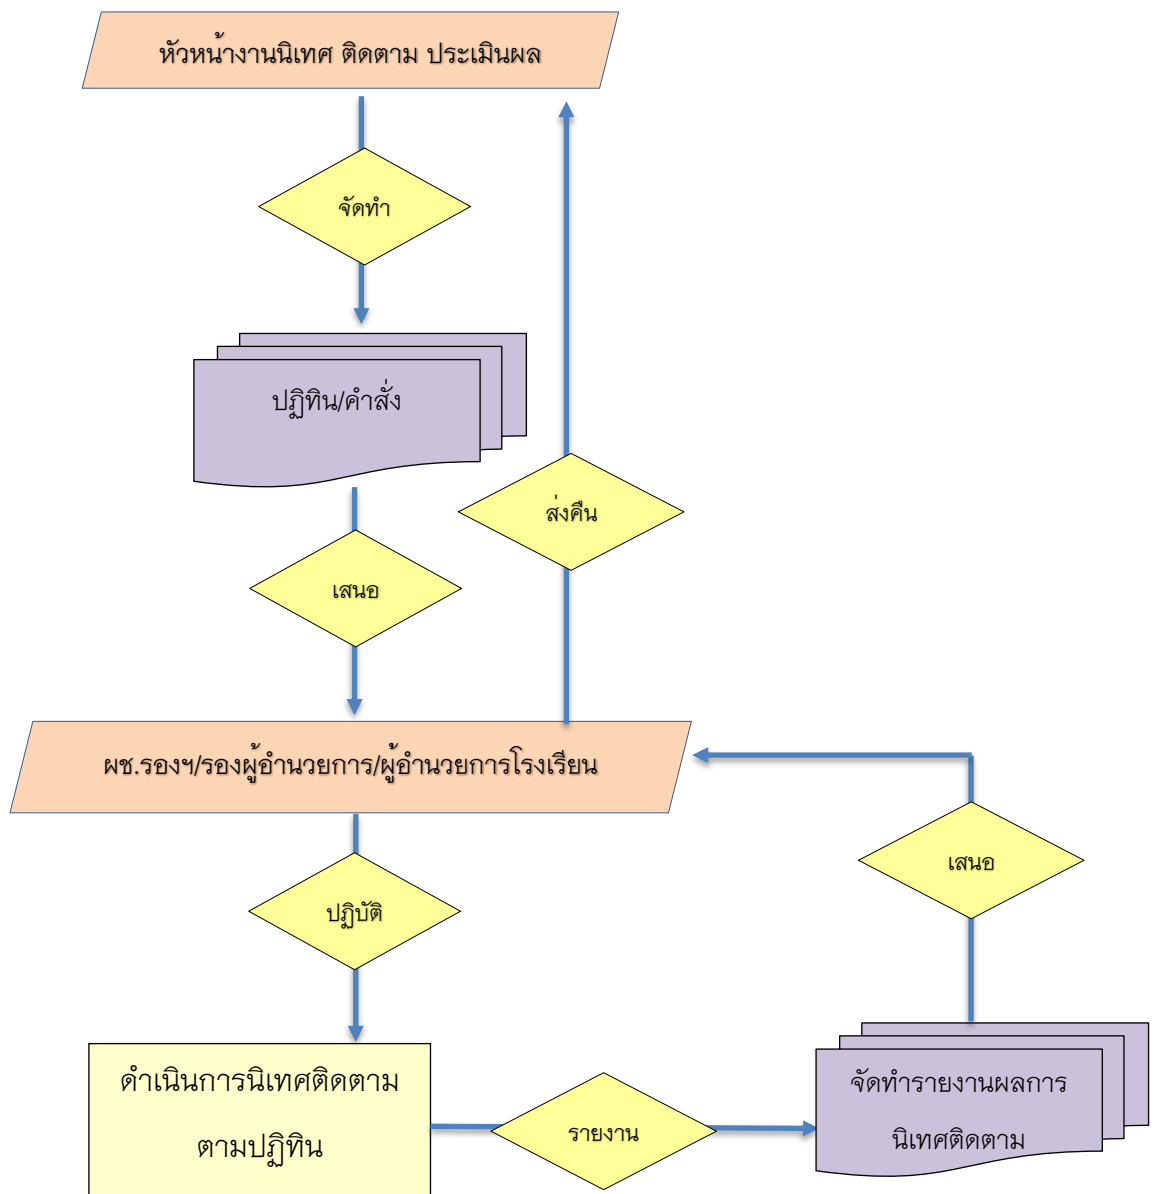 หัวหน้างานนิเทศ ติดตาม ประเมินผล
จัดทำ
ปฏิทิน/คำสั่ง
ส่งคืน
เสนอ
ผช.รองฯ/รองผู้อำนวยการ/ผู้อำนวยการโรงเรียน
เสนอ
ปฏิบัติ
ดำเนินการนิเทศติดตาม
ตามปฏิทิน
รายงาน
จัดทำรายงานผลการ
นิเทศติดตาม